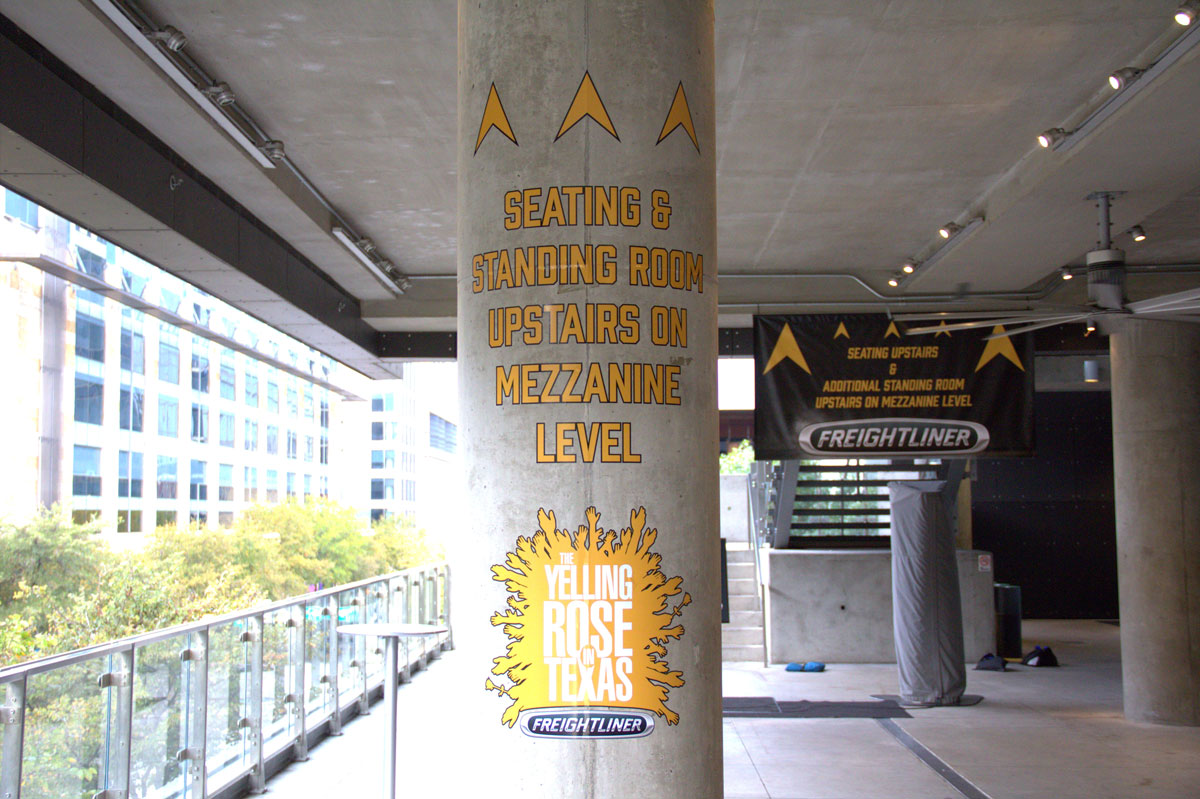 SEATING &
STANDING ROOM
UPSTAIRS ON
MEZZANINE
LEVEL
THE
YELLING
ROSE
IN
TEXAS
FREIGHTLINER
SEATING UPSTAIRS
&
ADDITIONAL STANDING ROOM
UPSTAIRS ON MEZZANINE LEVEL
FREIGHTLINER